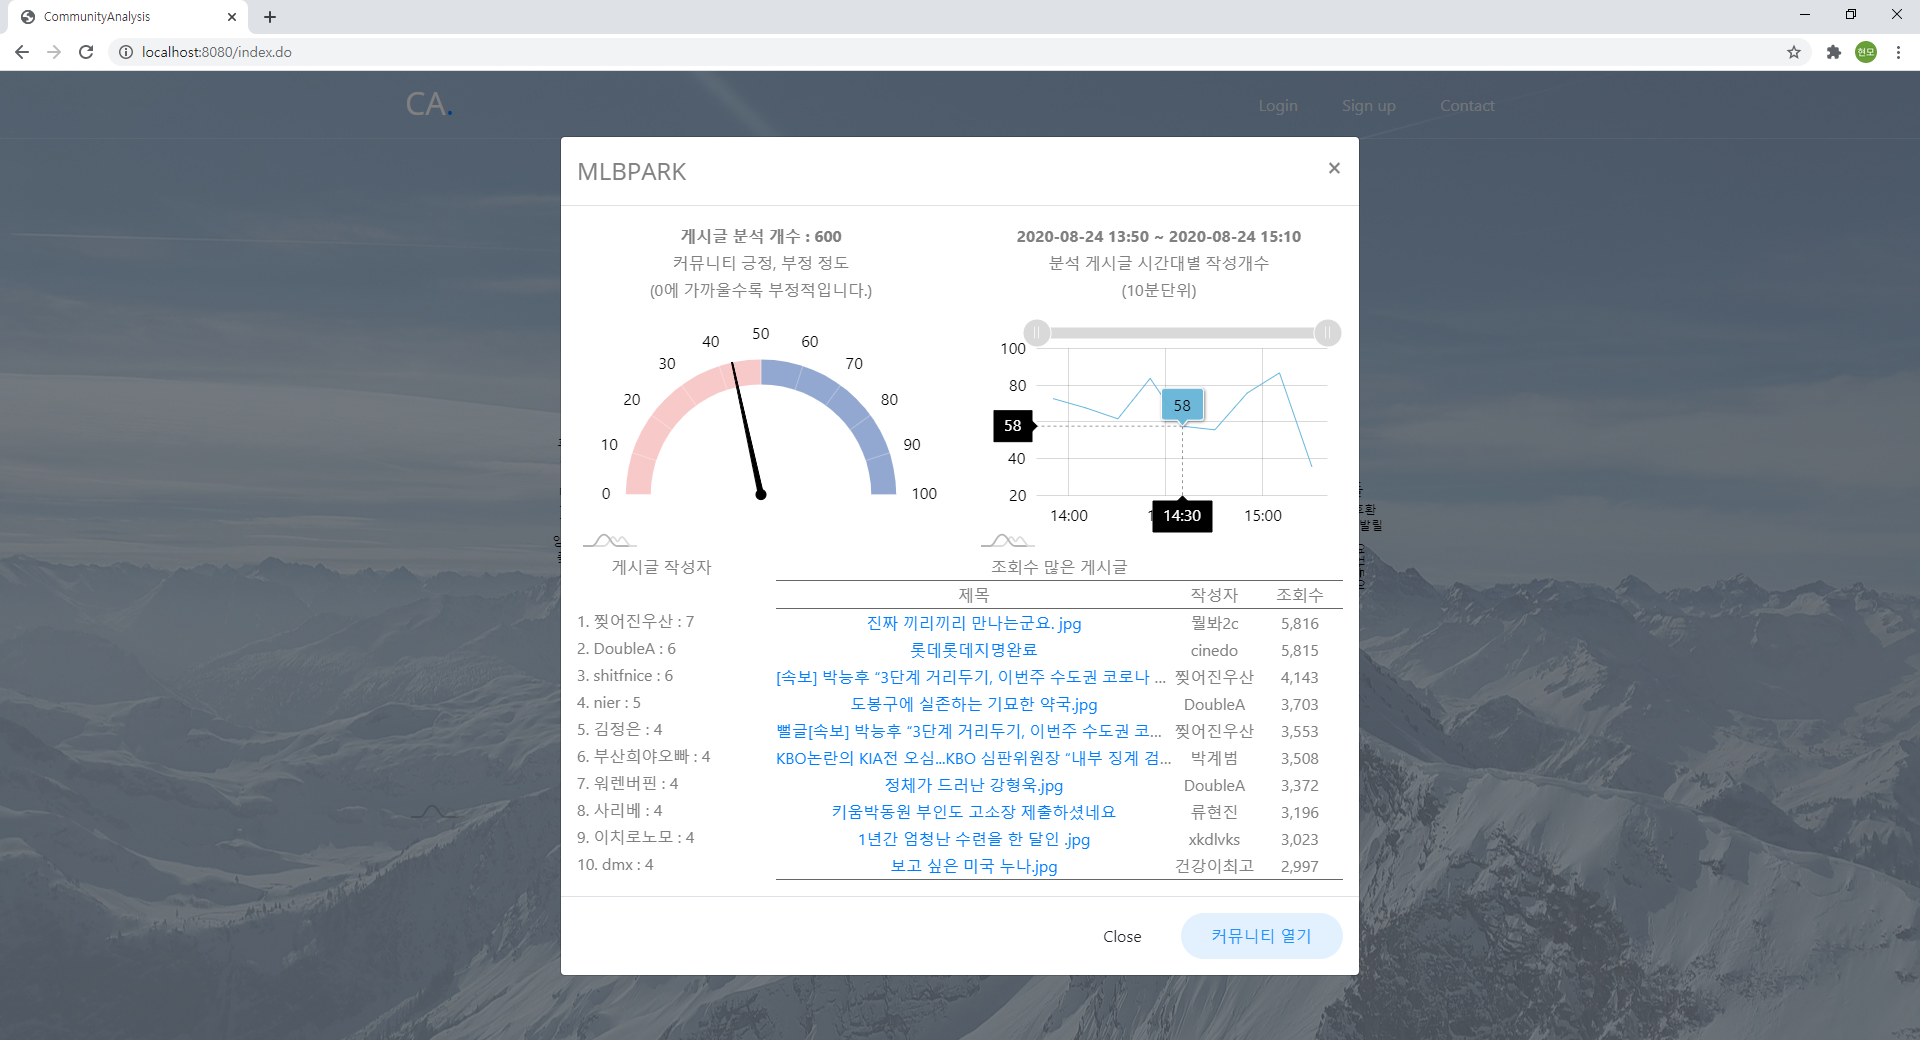 CommunityAnalysis
localhost:8080/index.do
현모
CA.
Login
Sign up
Contact
MLBPARK
×
게시글 분석 개수 : 600
커뮤니티 긍정, 부정 정도
(0에 가까울수록 부정적입니다.)
0
10
20
30
40
50
60
70
80
90
100
2020-08-24 13:50 ~ 2020-08-24 15:10
분석 게시글 시간대별 작성개수
(10분단위)
100
80
58
58
40
20
14:00
14:30
15:00
게시글 작성자
1. 찢어진우산 : 7
2. DoubleA : 6
3. shitfnice : 6
4. nier : 5
5. 김정은 : 4
6. 부산희야오빠 : 4
7. 워렌버핀 : 4
8. 사리베 : 4
9. 이치로노모 : 4
10. dmx : 4
조회수 많은 게시글
제목 작성자 조회수
진짜 끼리끼리 만나는군요. jpg 뭘봐2c 5,816
롯데롯데지명완료 cinedo 5,815
[속보] 박능후 “3단계 거리두기, 이번주 수도권 코로나 ... 찢어진우산 4,143
도봉구에 실존하는 기묘한 약국.jpg DoubleA 3,703
뻘글[속보] 박능후 “3단계 거리두기, 이번주 수도권 코... 찢어진우산 3,553
KBO논란의 KIA전 오심...KBO 심판위원장 “내부 징계 검... 박계범 3,508
정체가 드러난 강형욱.jpg DoubleA 3,372
키움박동원 부인도 고소장 제출하셨네요 류현진 3,196
1년간 엄청난 수련을 한 달인 .jpg xkdlvks 3,023
보고 싶은 미국 누나.jpg 건강이최고 2,997
Close
커뮤니티 열기